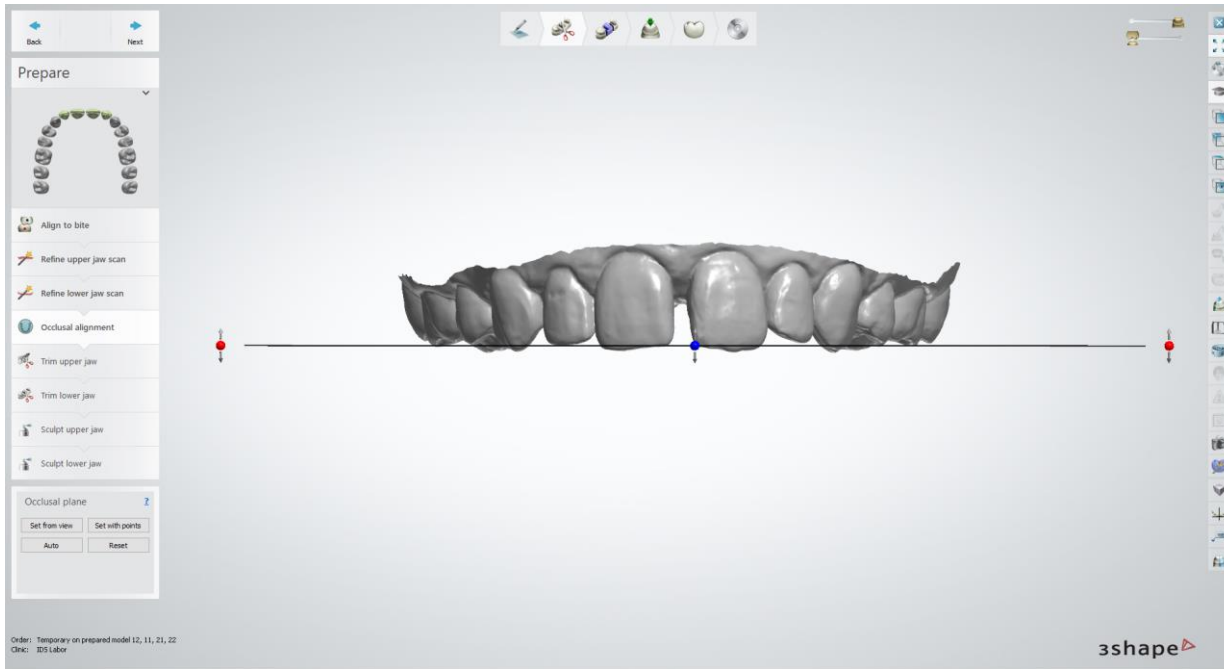 Back
Next
Prepare
Align to bite
Refine upper jaw scan
Refine lower jaw scan
Occlusal alignment
Trim upper jaw
Trim lower jaw
Sculpt upper jaw
Sculpt lower jaw
Occlusal plane ?
Set from view Set with points
Auto Reset
Order: Temporary on prepared model 12, 11, 21, 22
Clinic: IDS Labor
3shape